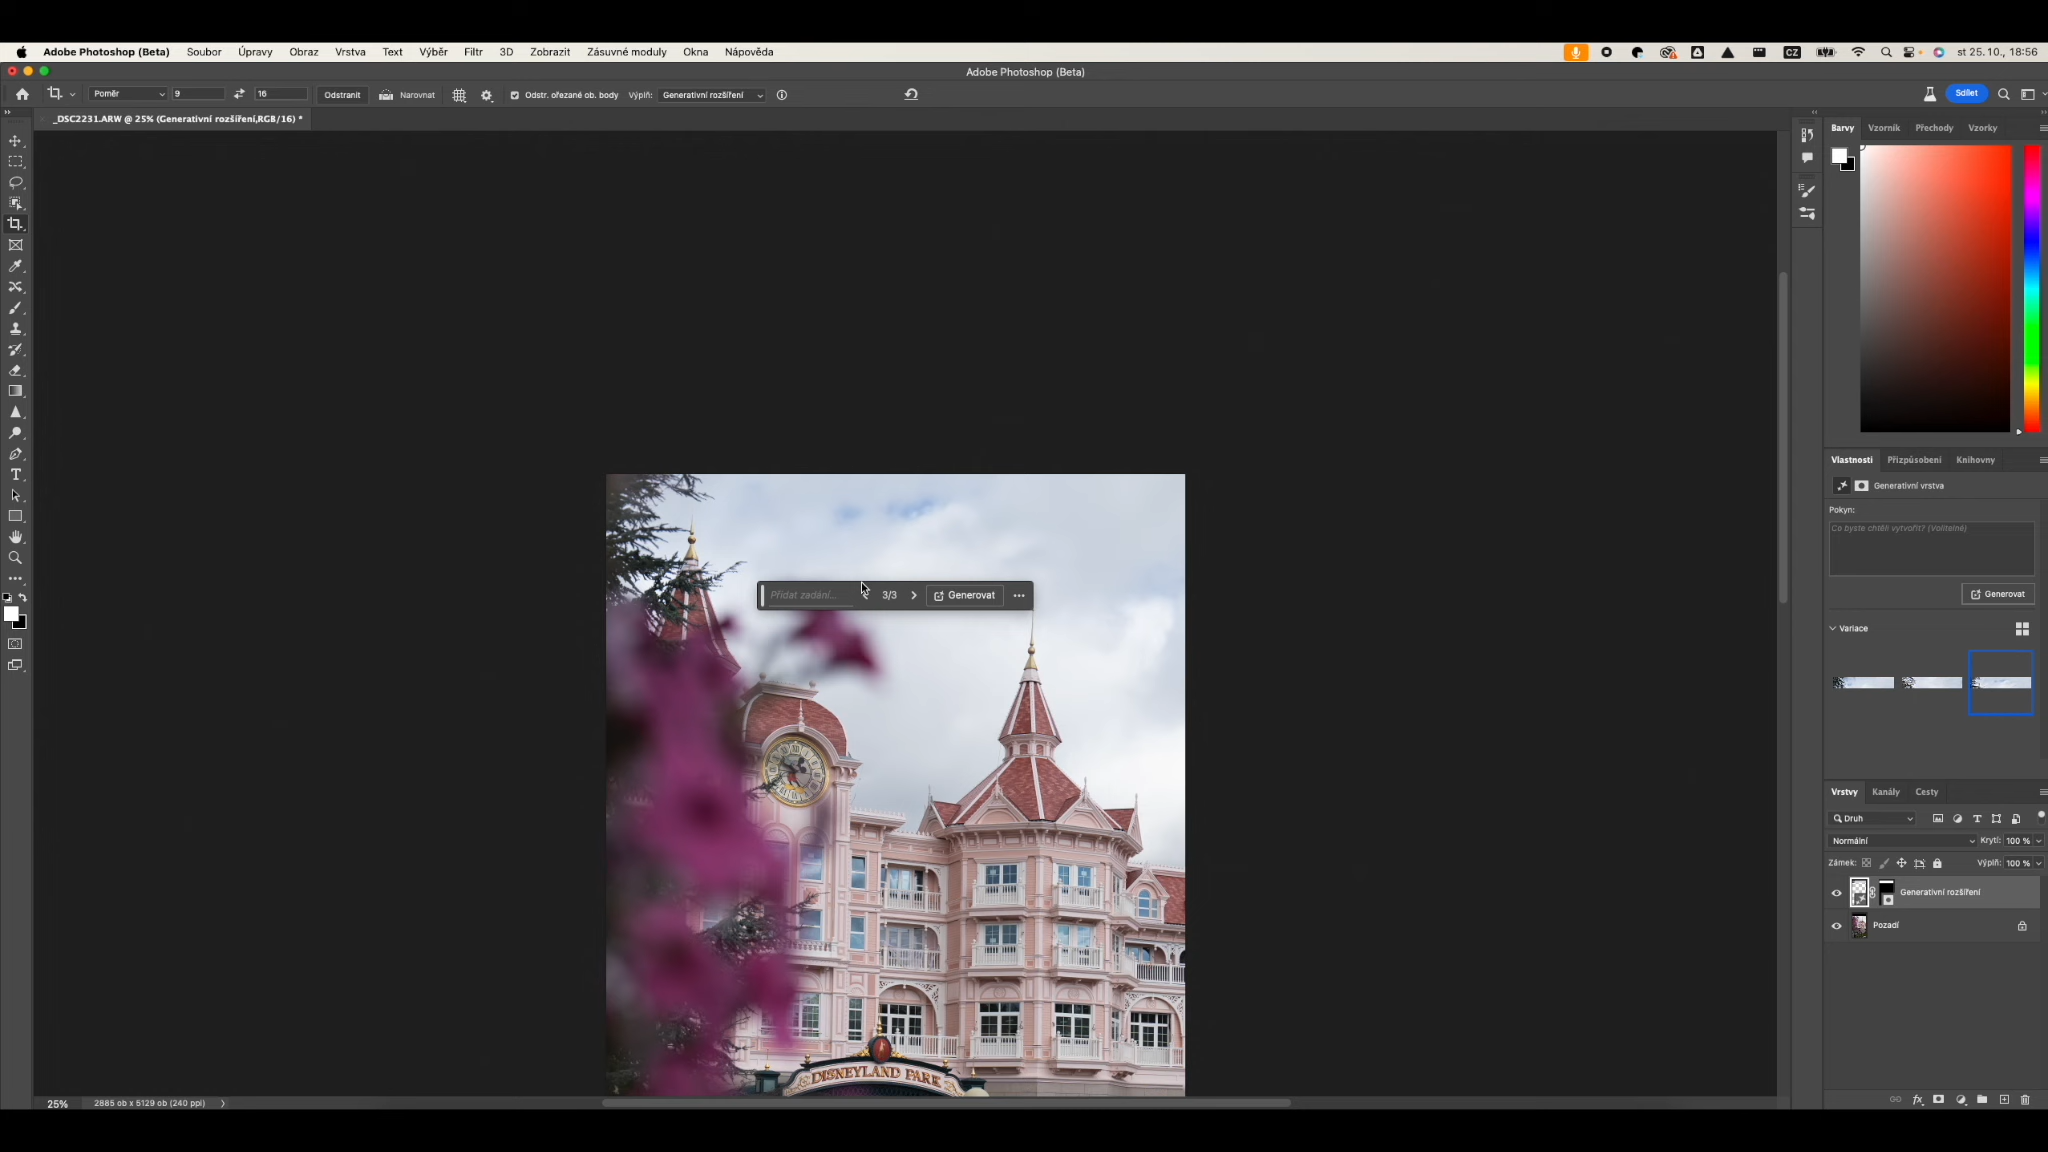 Adobe Photoshop (Beta) Soubor Úpravy Obraz Vrstva Text Výběr Filtr 3D Zobrazit Zásuvné moduly Okna Nápověda CZ st 25.10., 18:56
Adobe Photoshop (Beta)
Poměr 9 16 Odstranit Narovnat Odstr. ořezané ob. body Výplň: Generativní rozšíření Sdílet
_DSC2231.ARW @ 25% (Generativní rozšíření,RGB/16) *
Barvy Vzorník Přechody Vzorky
Vlastnosti Přizpůsobení Knihovny
Generativní vrstva
Pokyn:
Co byste chtěli vytvořit? (Volitelné)
Přidat zadání... 3/3 Generovat
Generovat
Variace
Vrstvy Kanály Cesty
Druh
Normální Krytí: 100 %
Zámek: Výplň: 100 %
Generativní rozšíření
Pozadí
DISNEYLAND PARK
25% 2885 ob x 5129 ob (240 ppi)